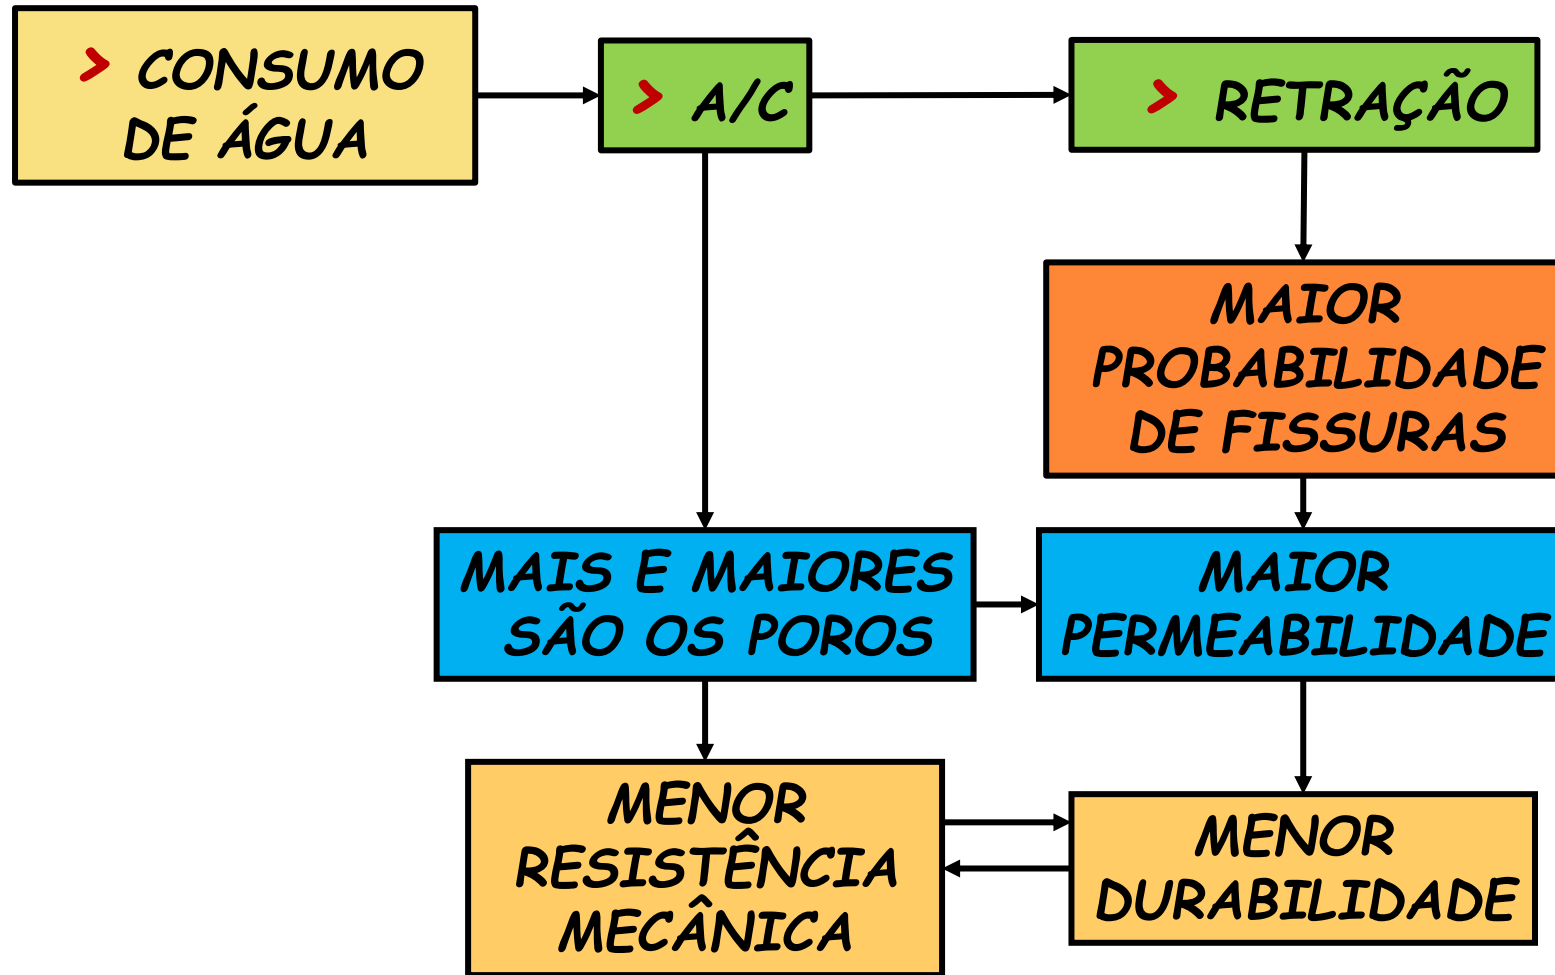 > CONSUMO
DE ÁGUA
> A/C
> RETRAÇÃO
MAIOR
PROBABILIDADE
DE FISSURAS
MAIS E MAIORES
SÃO OS POROS
MAIOR
PERMEABILIDADE
MENOR
RESISTÊNCIA
MECÂNICA
MENOR
DURABILIDADE